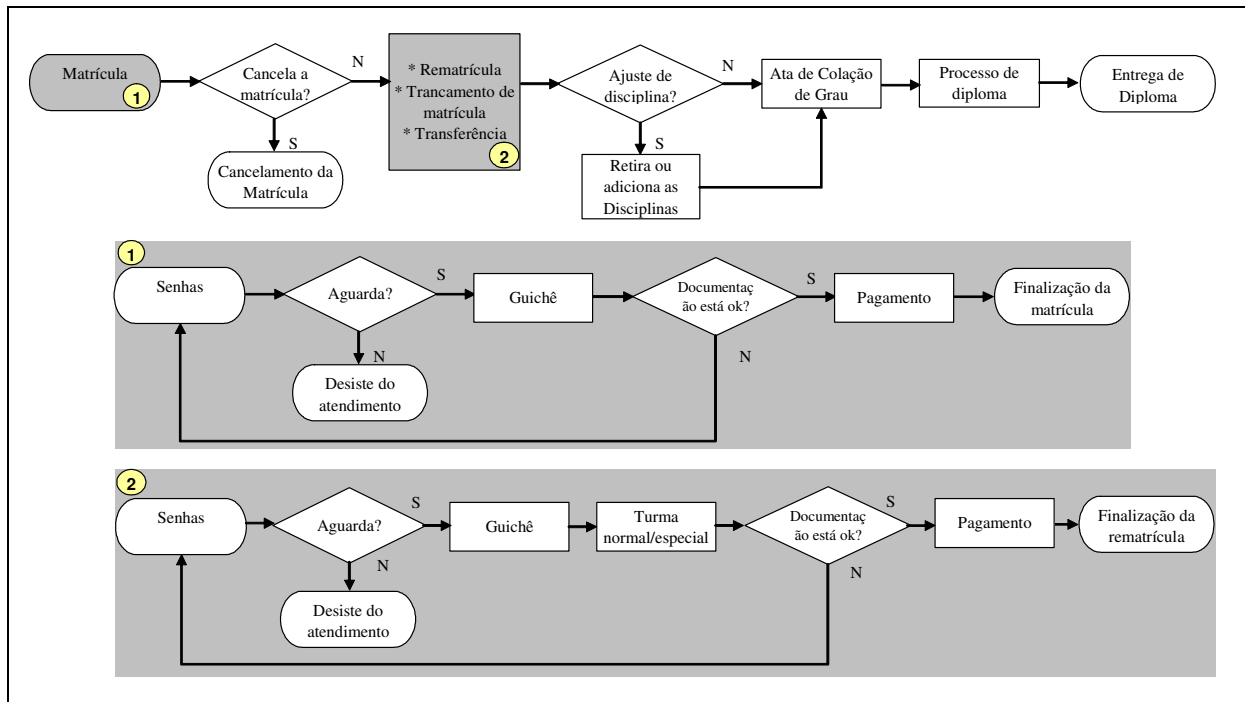 Matrícula
1
Cancela a
matrícula?
N
S
Cancelamento da
Matrícula
* Rematrícula
* Trancamento de
matrícula
* Transferência
2
Ajuste de
disciplina?
N
S
Retira ou
adiciona as
Disciplinas
Ata de Colação
de Grau
Processo de
diploma
Entrega de
Diploma
1
Senhas
Aguarda?
S
N
Desiste do
atendimento
Guichê
Documentaç
ão está ok?
S
N
Pagamento
Finalização da
matrícula
2
Senhas
Aguarda?
S
N
Desiste do
atendimento
Guichê
Turma
normal/especial
Documentaç
ão está ok?
S
N
Pagamento
Finalização da
rematrícula